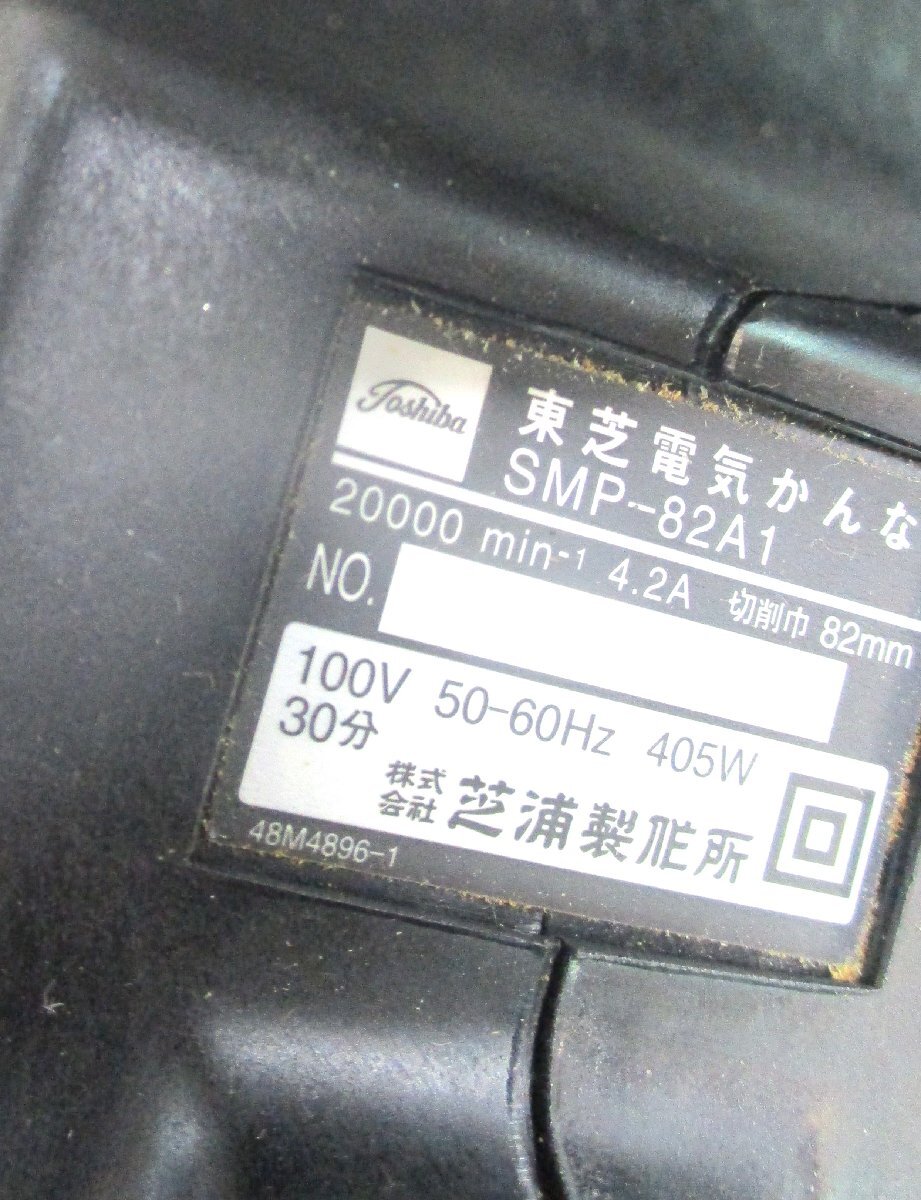 Toshiba
東芝電気かんな
SMP-82A1
20000 min-1 4.2A 切削巾 82mm
NO.
100V 50-60Hz 405W
30分
株式会社 芝浦製作所
48M4896-1